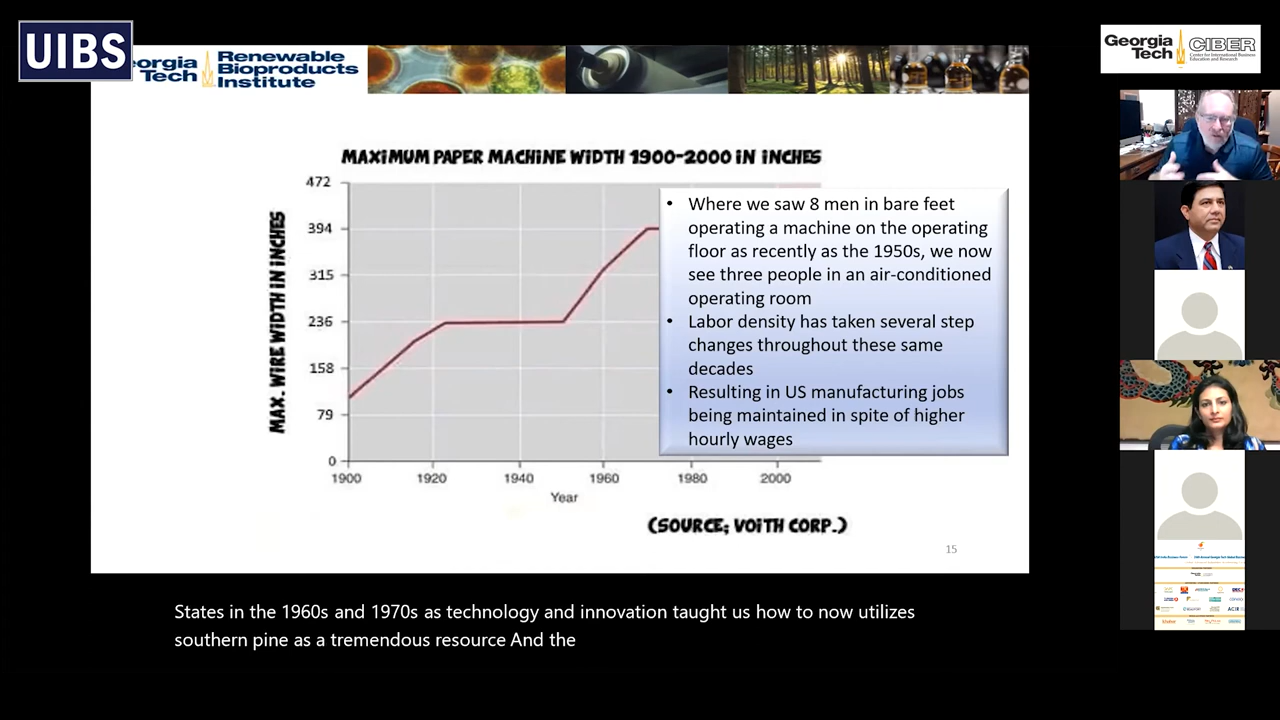 UIBS
eorgia
Tech
Renewable
Bioproducts
Institute
Georgia
Tech
CIBER
Center for International Business
Education and Research
MAXIMUM PAPER MACHINE WIDTH 1900-2000 IN INCHES
MAX. WIRE WIDTH IN INCHES
472
394
315
236
158
79
0
1900
1920
1940
1960
1980
2000
Year
• Where we saw 8 men in bare feet
operating a machine on the operating
floor as recently as the 1950s, we now
see three people in an air-conditioned
operating room
• Labor density has taken several step
changes throughout these same
decades
• Resulting in US manufacturing jobs
being maintained in spite of higher
hourly wages
(SOURCE; VOITH CORP.)
15
States in the 1960s and 1970s as technology and innovation taught us how to now utilizes
southern pine as a tremendous resource And the